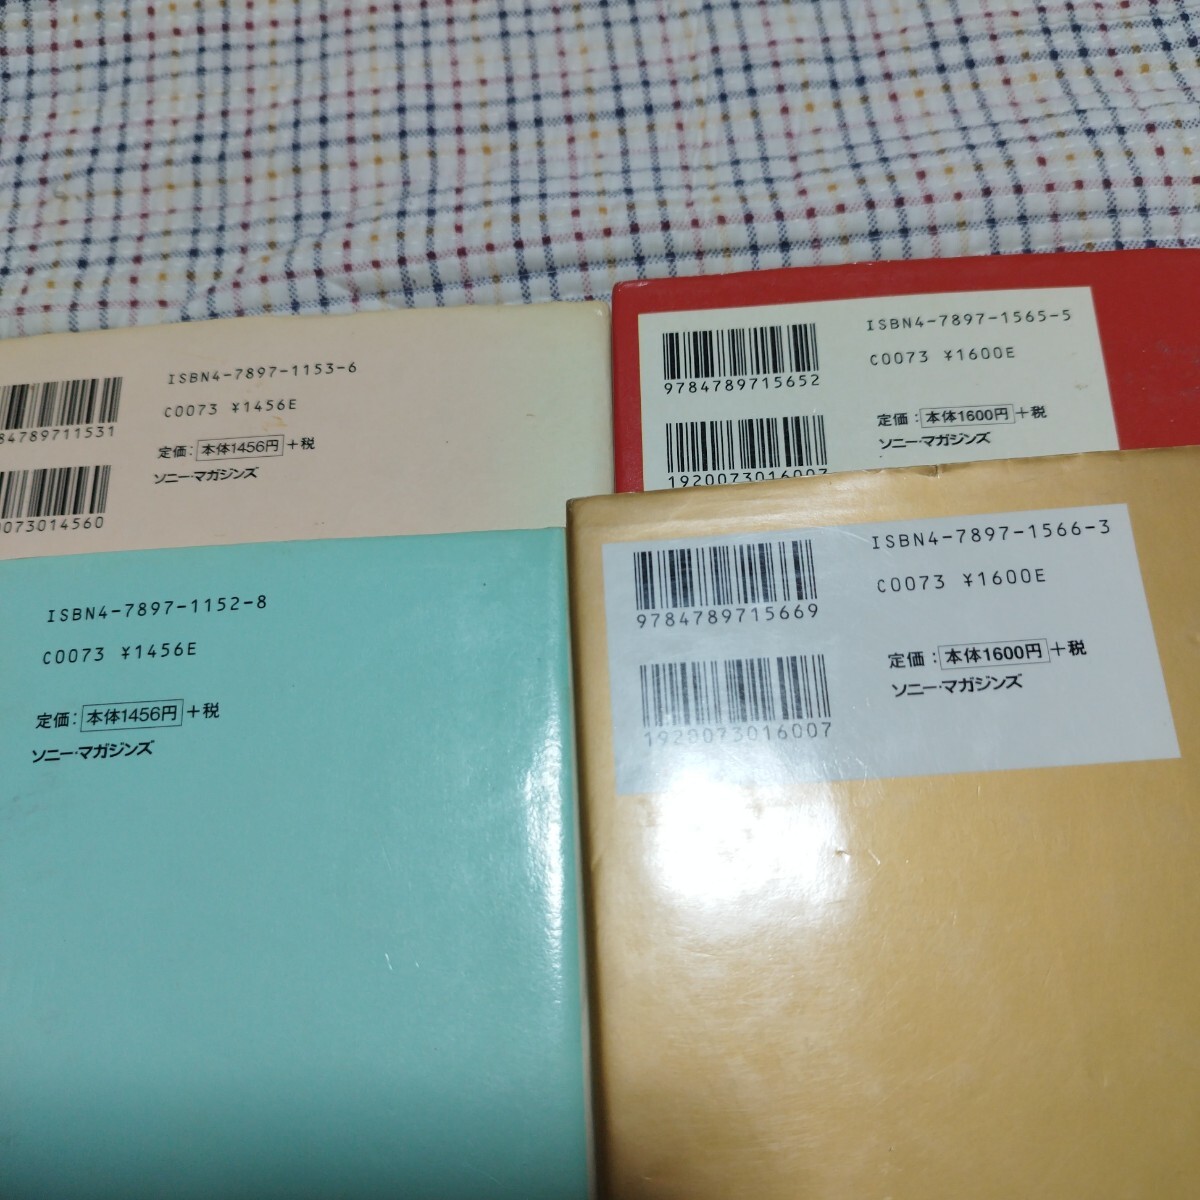 ISBN4-7897-1153-6
C0073 ¥1456E
84789711531
定価：本体1456円＋税
ソニー・マガジンズ
0073014560
ISBN4-7897-1565-5
9784789715652
C0073 ¥1600E
定価：本体1600円＋税
ソニー・マガジンズ
1920073016007
ISBN4-7897-1152-8
C0073 ¥1456E
定価：本体1456円＋税
ソニー・マガジンズ
ISBN4-7897-1566-3
9784789715669
C0073 ¥1600E
定価：本体1600円＋税
ソニー・マガジンズ
1920073016007